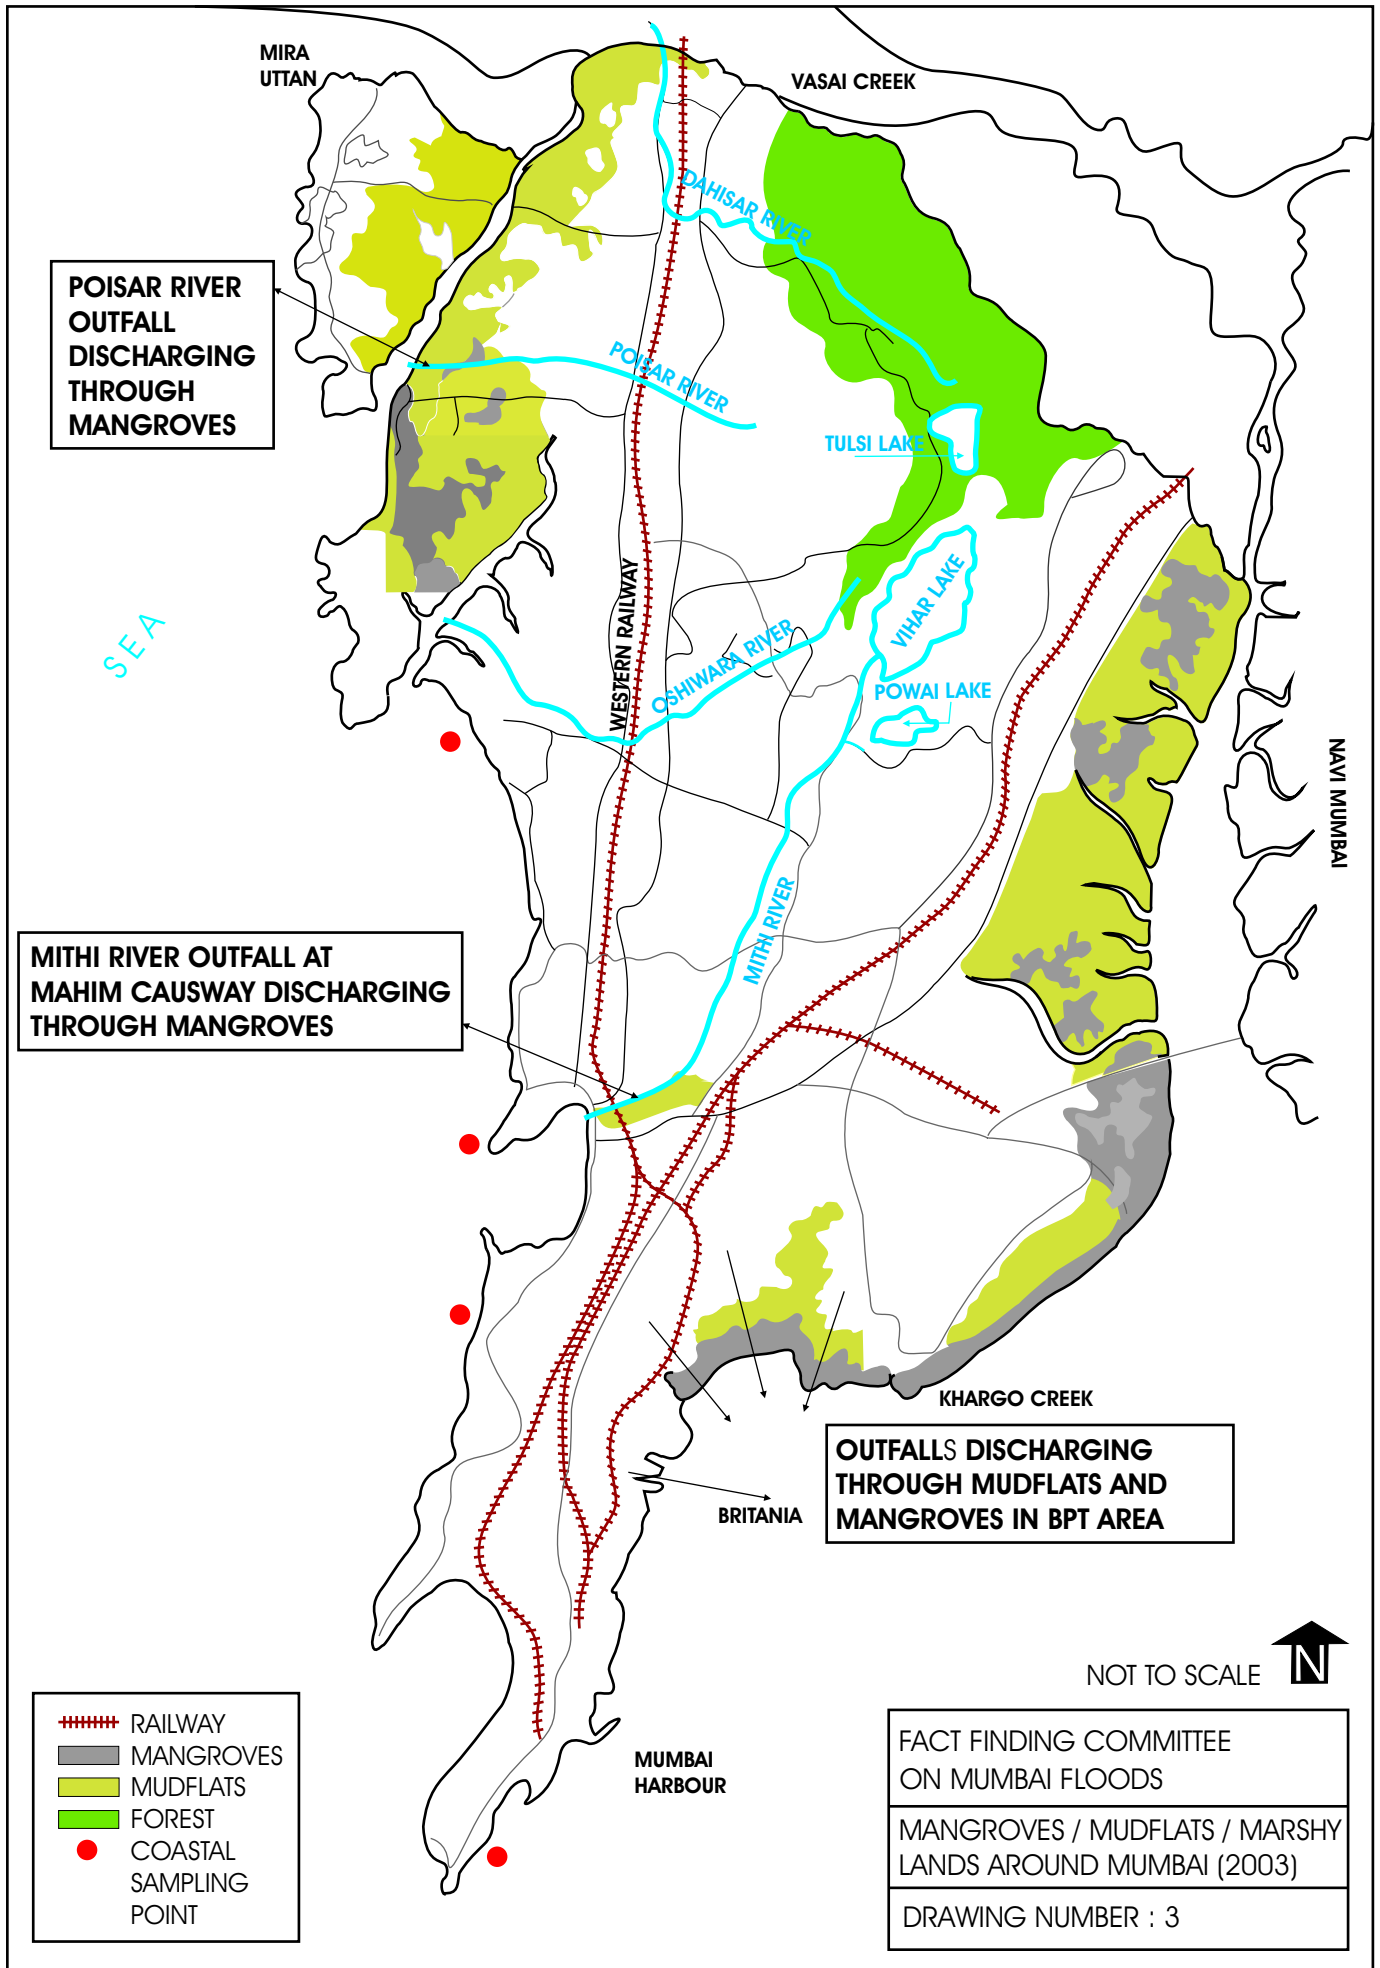 MIRA
UTTAN
VASAI CREEK
DAHISAR RIVER
POISAR RIVER
OUTFALL
DISCHARGING
THROUGH
MANGROVES
POISAR RIVER
TULSI LAKE
VIHAR LAKE
SEA
WESTERN RAILWAY
OSHIWARA RIVER
POWAI LAKE
NAVI MUMBAI
MITHI RIVER
MITHI RIVER OUTFALL AT
MAHIM CAUSWAY DISCHARGING
THROUGH MANGROVES
KHARGO CREEK
OUTFALLS DISCHARGING
THROUGH MUDFLATS AND
MANGROVES IN BPT AREA
BRITANIA
NOT TO SCALE
N
MUMBAI
HARBOUR
RAILWAY
MANGROVES
MUDFLATS
FOREST
COASTAL
SAMPLING
POINT
FACT FINDING COMMITTEE
ON MUMBAI FLOODS
MANGROVES / MUDFLATS / MARSHY
LANDS AROUND MUMBAI (2003)
DRAWING NUMBER : 3